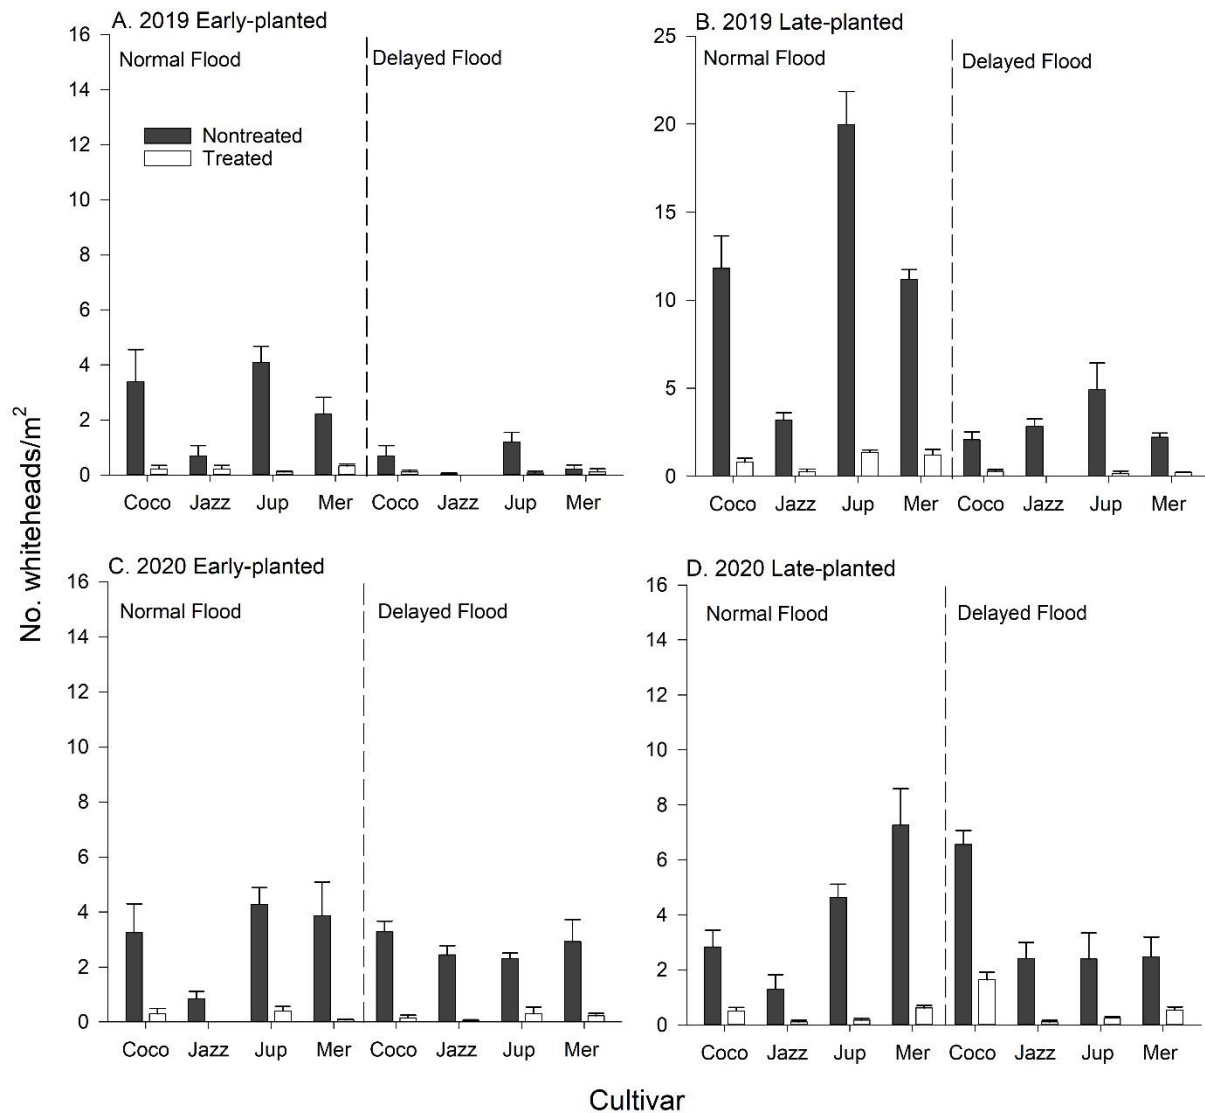 A. 2019 Early-planted
16
14
12
10
8
6
4
2
0
Normal Flood
Delayed Flood
Nontreated
Treated
Coco Jazz Jup Mer Coco Jazz Jup Mer
B. 2019 Late-planted
25
20
15
10
5
0
Normal Flood
Delayed Flood
Coco Jazz Jup Mer Coco Jazz Jup Mer
No. whiteheads/m²
C. 2020 Early-planted
16
14
12
10
8
6
4
2
0
Normal Flood
Delayed Flood
Coco Jazz Jup Mer Coco Jazz Jup Mer
D. 2020 Late-planted
16
14
12
10
8
6
4
2
0
Normal Flood
Delayed Flood
Coco Jazz Jup Mer Coco Jazz Jup Mer
Cultivar